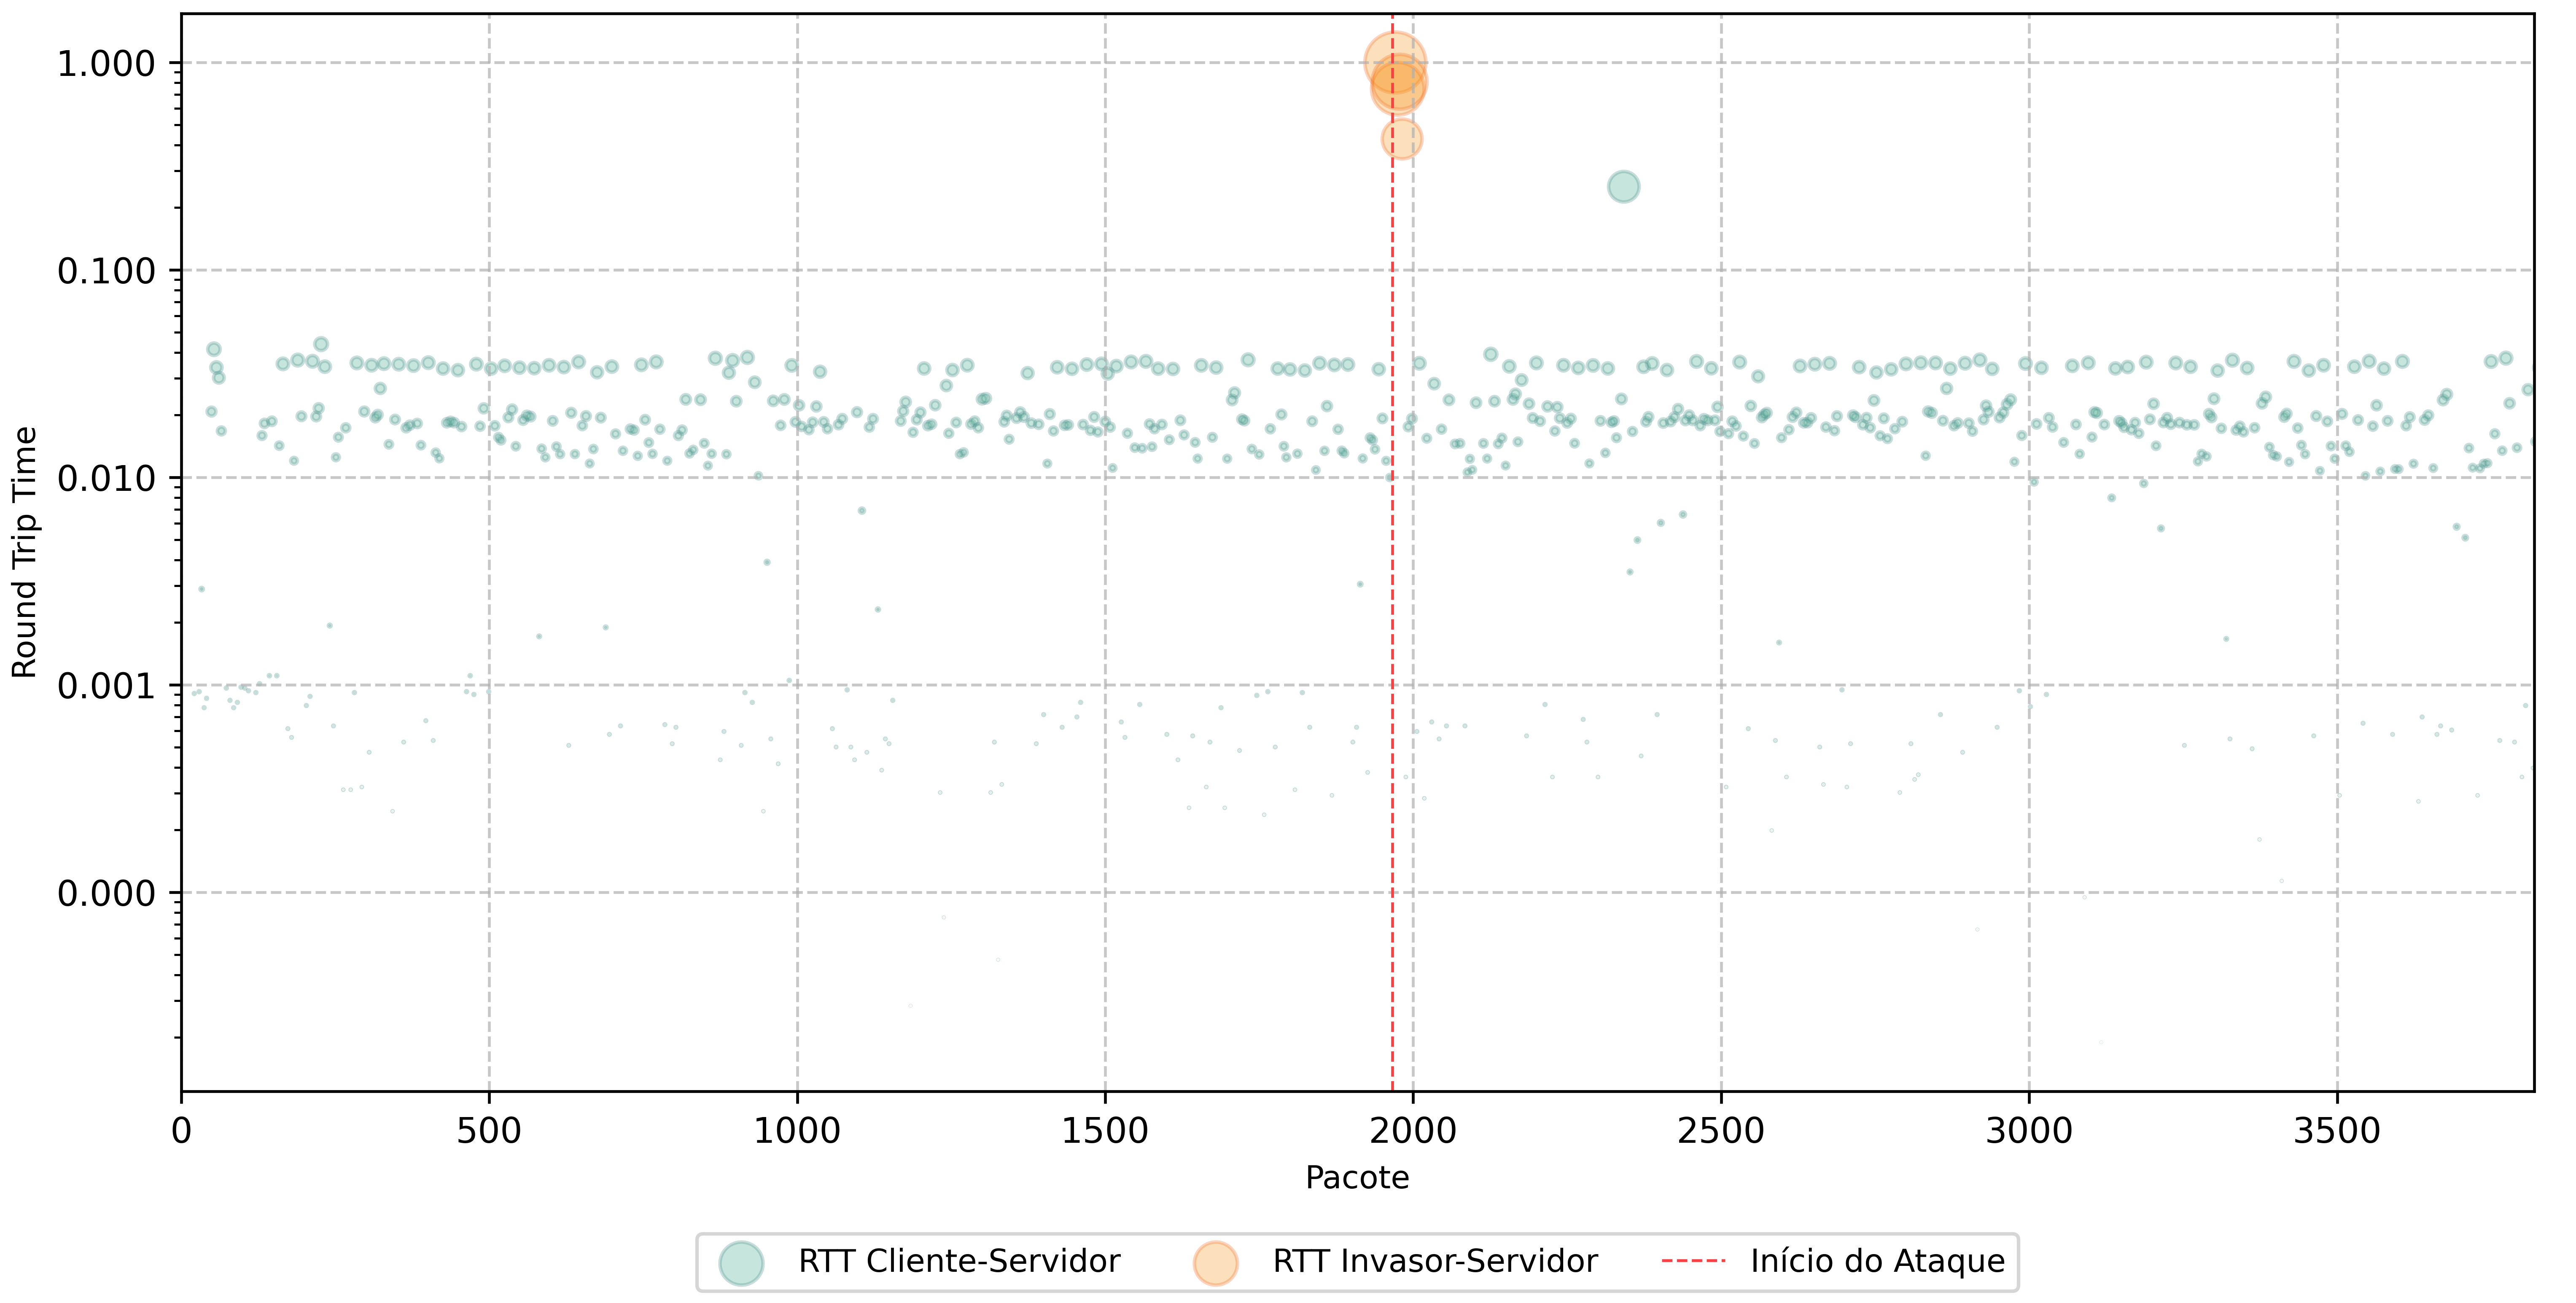 1.000
0.100
0.010
0.001
0.000
Round Trip Time
0 500 1000 1500 2000 2500 3000 3500
Pacote
RTT Cliente-Servidor RTT Invasor-Servidor Início do Ataque